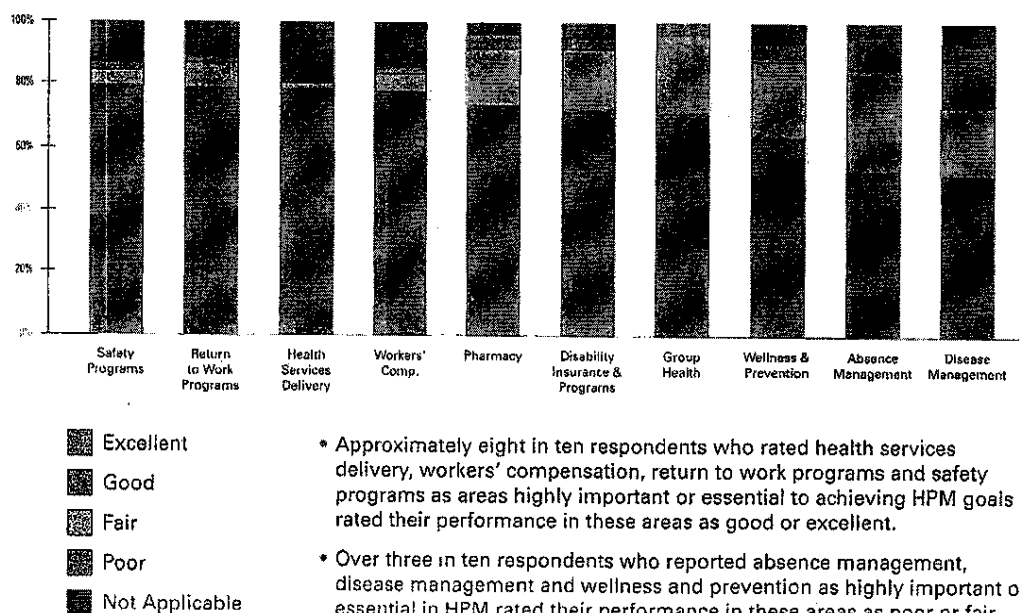 100%
80%
60%
40%
20%
0%
Safety Programs
Return to Work Programs
Health Services Delivery
Workers' Comp.
Pharmacy
Disability Insurance & Programs
Group Health
Wellness & Prevention
Absence Management
Disease Management
Excellent
Good
Fair
Poor
Not Applicable
• Approximately eight in ten respondents who rated health services
delivery, workers' compensation, return to work programs and safety
programs as areas highly important or essential to achieving HPM goals
rated their performance in these areas as good or excellent.
• Over three in ten respondents who reported absence management,
disease management and wellness and prevention as highly important o
essential in HPM rated their performance in these areas as poor or fair